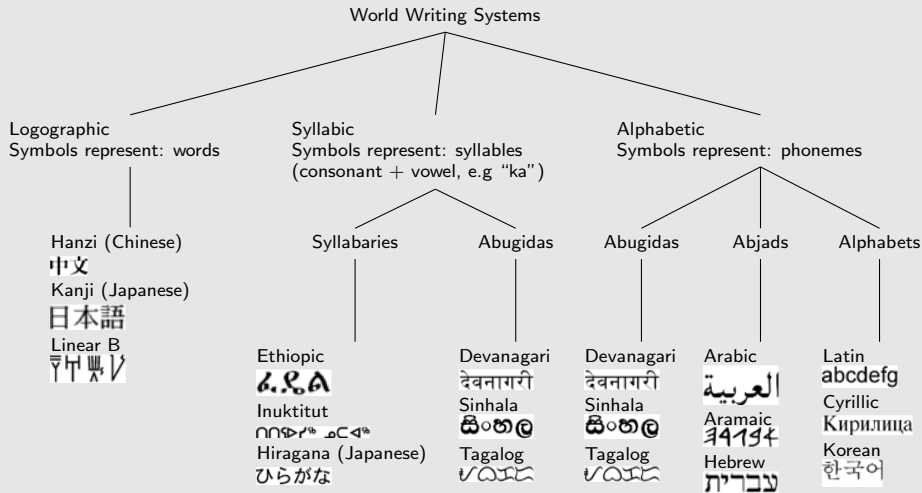 World Writing Systems
Logographic
Symbols represent: words
Syllabic
Symbols represent: syllables
(consonant + vowel, e.g “ka”)
Alphabetic
Symbols represent: phonemes
Hanzi (Chinese)
中文
Kanji (Japanese)
日本語
Linear B
Syllabaries
Abugidas
Abugidas
Abjads
Alphabets
Ethiopic
Inuktitut
Hiragana (Japanese)
ひらがな
Devanagari
देवनागरी
Sinhala
සිංහල
Tagalog
Devanagari
देवनागरी
Sinhala
සිංහල
Tagalog
Arabic
العربية
Aramaic
Hebrew
עברית
Latin
abcdefg
Cyrillic
Кирилица
Korean
한국어